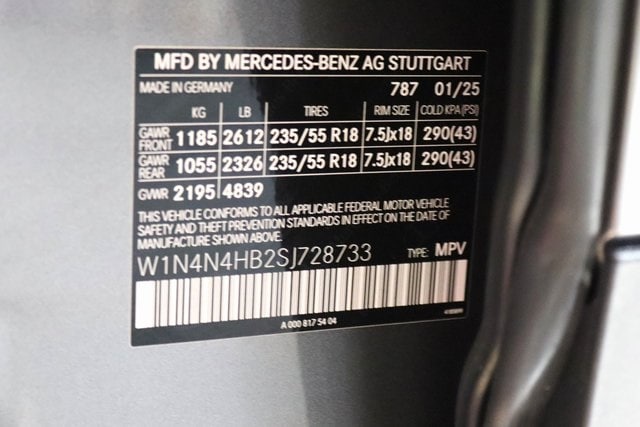 MFD BY MERCEDES-BENZ AG STUTTGART
MADE IN GERMANY 787 01/25
KG LB TIRES RIM SIZE COLD KPA(PSI)
GAWR FRONT 1185 2612 235/55 R18 7.5Jx18 290(43)
GAWR REAR 1055 2326 235/55 R18 7.5Jx18 290(43)
GVWR 2195 4839
THIS VEHICLE CONFORMS TO ALL APPLICABLE FEDERAL MOTOR VEHICLE
SAFETY AND THEFT PREVENTION STANDARDS IN EFFECT ON THE DATE OF
MANUFACTURE SHOWN ABOVE.
W1N4N4HB2SJ728733 TYPE: MPV
A 000 817 54 04